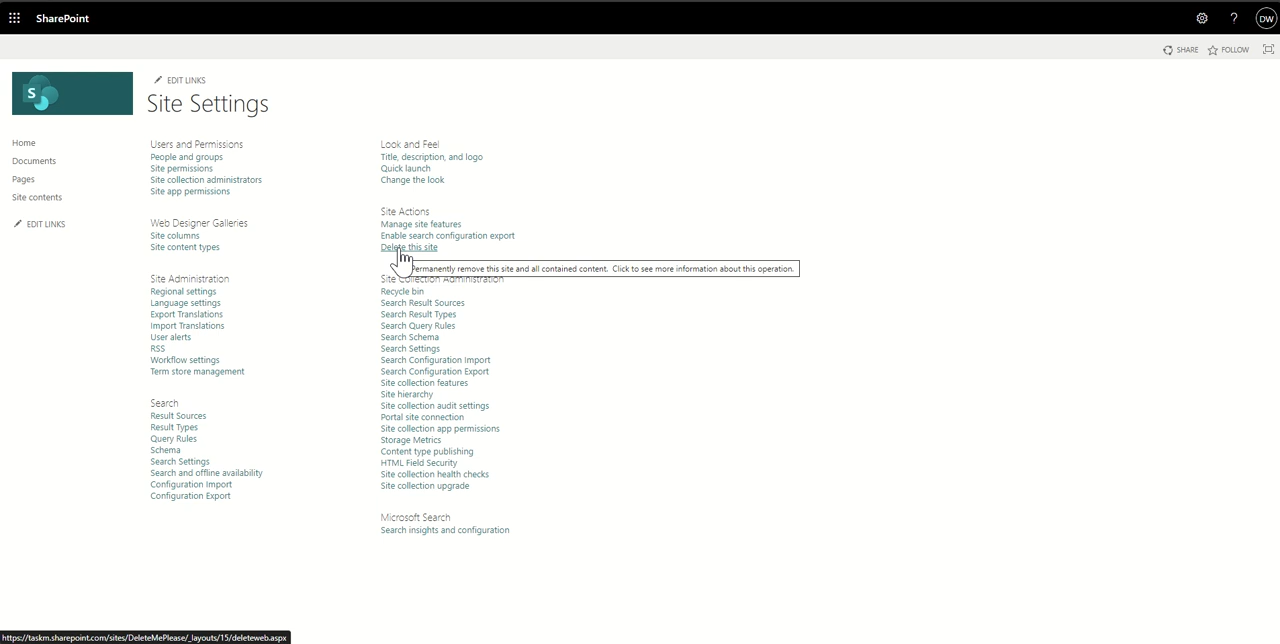 SharePoint
?
DW
SHARE
FOLLOW
S
EDIT LINKS
Site Settings
Home
Documents
Pages
Site contents
EDIT LINKS
Users and Permissions
People and groups
Site permissions
Site collection administrators
Site app permissions
Web Designer Galleries
Site columns
Site content types
Site Administration
Regional settings
Language settings
Export Translations
Import Translations
User alerts
RSS
Workflow settings
Term store management
Search
Result Sources
Result Types
Query Rules
Schema
Search Settings
Search and offline availability
Configuration Import
Configuration Export
Look and Feel
Title, description, and logo
Quick launch
Change the look
Site Actions
Manage site features
Enable search configuration export
Delete this site
Permanently remove this site and all contained content. Click to see more information about this operation.
Site Collection Administration
Recycle bin
Search Result Sources
Search Result Types
Search Query Rules
Search Schema
Search Settings
Search Configuration Import
Search Configuration Export
Site collection features
Site hierarchy
Site collection audit settings
Portal site connection
Site collection app permissions
Storage Metrics
Content type publishing
HTML Field Security
Site collection health checks
Site collection upgrade
Microsoft Search
Search insights and configuration
https://taskm.sharepoint.com/sites/DeleteMePlease/_layouts/15/deleteweb.aspx